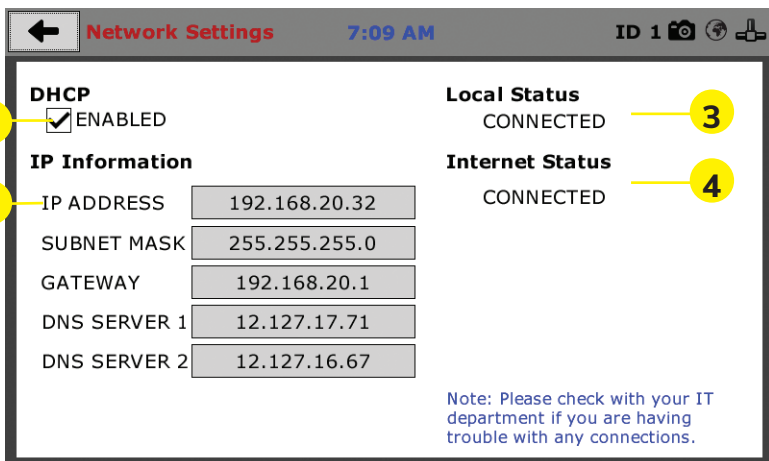 Network Settings 7:09 AM ID 1
DHCP
ENABLED
IP Information
IP ADDRESS 192.168.20.32
SUBNET MASK 255.255.255.0
GATEWAY 192.168.20.1
DNS SERVER 1 12.127.17.71
DNS SERVER 2 12.127.16.67
Local Status
CONNECTED 3
Internet Status
CONNECTED 4
Note: Please check with your IT
department if you are having
trouble with any connections.